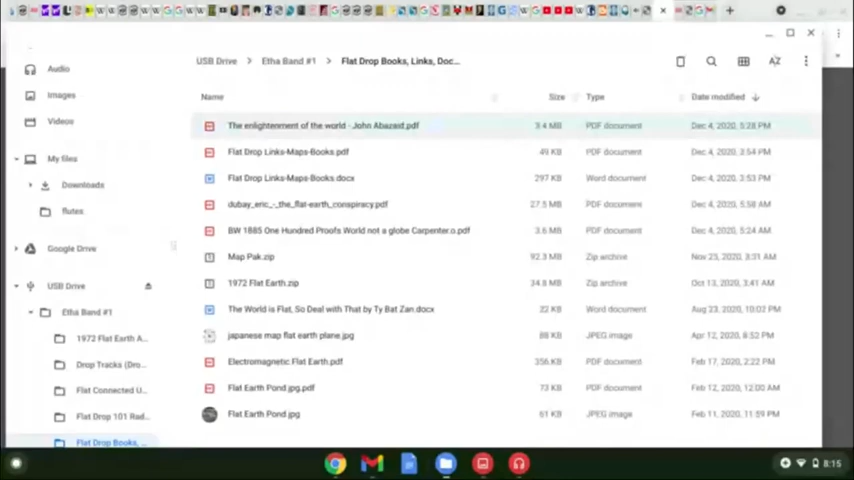 USB Drive Etha Band #1 Flat Drop Books, Links, Doc... AZ
Audio
Images
Videos
My files
Downloads
flutes
Google Drive
USB Drive
Etha Band #1
1972 Flat Earth A...
Drop Tracks (Dro...
Flat Connected U...
Flat Drop 101 Rad...
Flat Drop Books, ...
Name Size Type Date modified
The enlightenment of the world - John Abazaid.pdf 3.4 MB PDF document Dec 4, 2020, 5:28 PM
Flat Drop Links-Maps-Books.pdf 49 KB PDF document Dec 4, 2020, 3:54 PM
Flat Drop Links-Maps-Books.docx 297 KB Word document Dec 4, 2020, 3:53 PM
dubay_eric_-_the_flat-earth_conspiracy.pdf 27.5 MB PDF document Dec 4, 2020, 5:58 AM
BW 1885 One Hundred Proofs World not a globe Carpenter.o.pdf 3.6 MB PDF document Dec 4, 2020, 5:24 AM
Map Pak.zip 92.3 MB Zip archive Nov 23, 2020, 3:31 AM
1972 Flat Earth.zip 34.8 MB Zip archive Oct 13, 2020, 3:41 AM
The World is Flat, So Deal with That by Ty Bat Zan.docx 22 KB Word document Aug 23, 2020, 10:02 PM
japanese map flat earth plane.jpg 88 KB JPEG image Apr 12, 2020, 8:52 PM
Electromagnetic.Flat Earth.pdf 356 KB PDF document Feb 17, 2020, 2:22 PM
Flat Earth Pond.jpg.pdf 73 KB PDF document Feb 12, 2020, 12:00 AM
Flat Earth Pond.jpg 61 KB JPEG image Feb 11, 2020, 11:59 PM
8:15